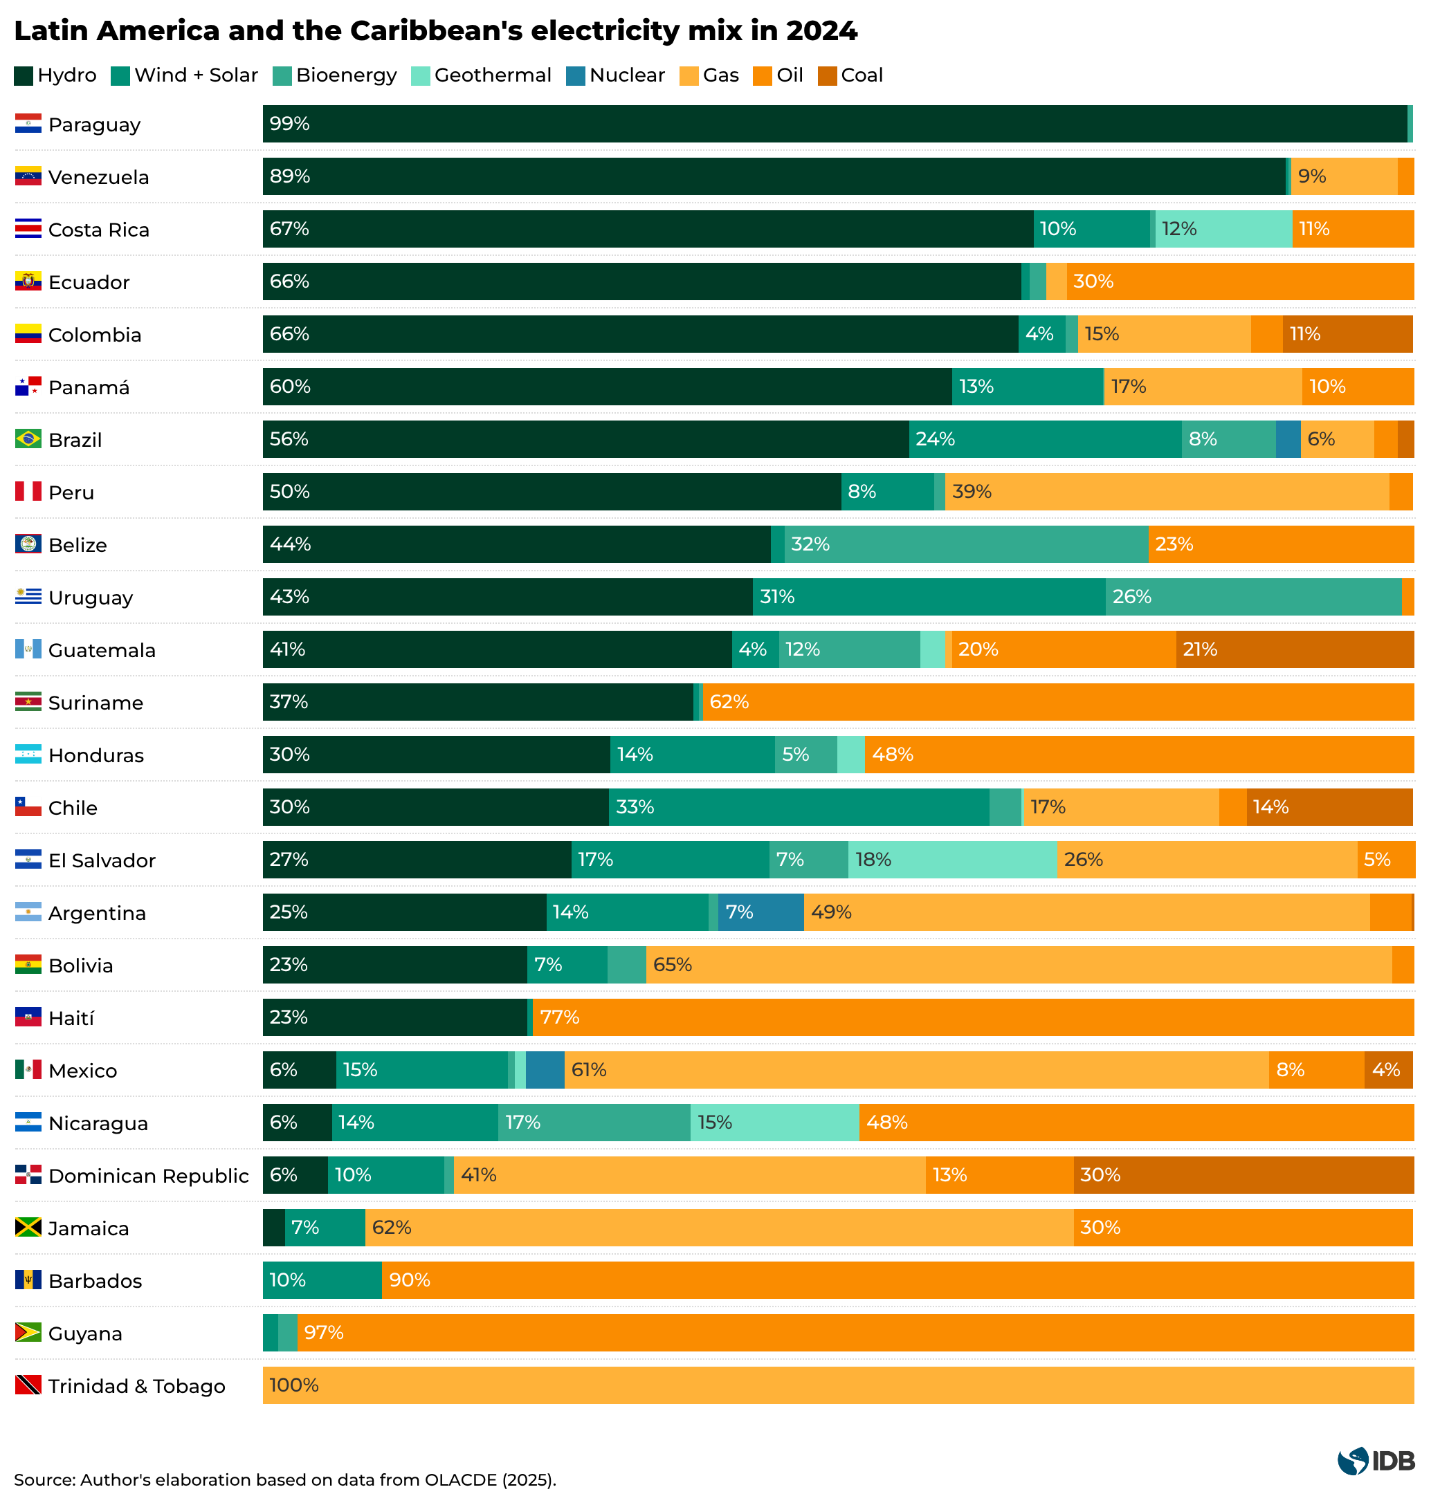 Latin America and the Caribbean's electricity mix in 2024
Hydro Wind + Solar Bioenergy Geothermal Nuclear Gas Oil Coal
Paraguay 99%
Venezuela 89% 9%
Costa Rica 67% 10% 12% 11%
Ecuador 66% 30%
Colombia 66% 4% 15% 11%
Panamá 60% 13% 17% 10%
Brazil 56% 24% 8% 6%
Peru 50% 8% 39%
Belize 44% 32% 23%
Uruguay 43% 31% 26%
Guatemala 41% 4% 12% 20% 21%
Suriname 37% 62%
Honduras 30% 14% 5% 48%
Chile 30% 33% 17% 14%
El Salvador 27% 17% 7% 18% 26% 5%
Argentina 25% 14% 7% 49%
Bolivia 23% 7% 65%
Haití 23% 77%
Mexico 6% 15% 61% 8% 4%
Nicaragua 6% 14% 17% 15% 48%
Dominican Republic 6% 10% 41% 13% 30%
Jamaica 7% 62% 30%
Barbados 10% 90%
Guyana 97%
Trinidad & Tobago 100%
IDB
Source: Author's elaboration based on data from OLACDE (2025).